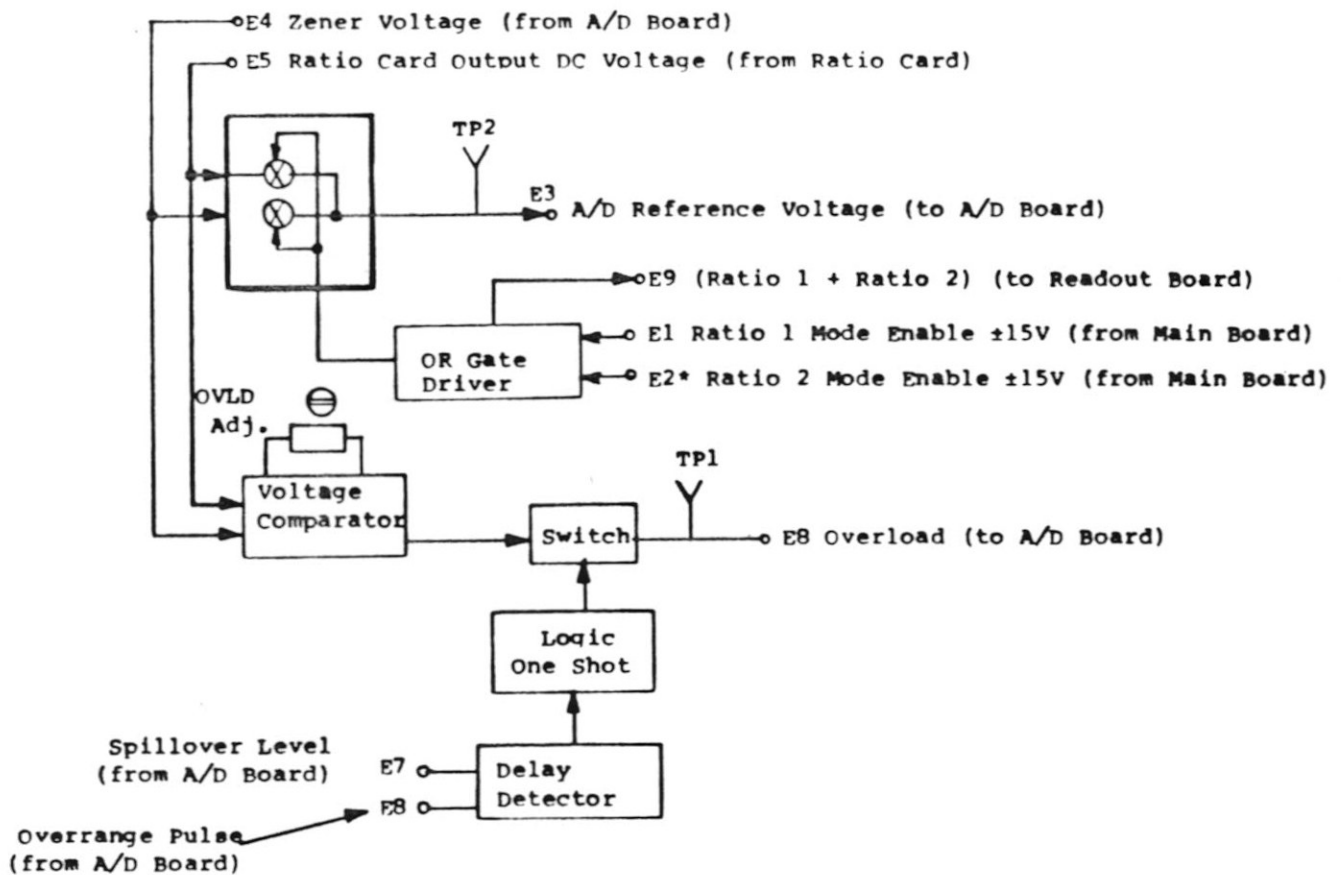 E4 Zener Voltage (from A/D Board)
E5 Ratio Card Output DC Voltage (from Ratio Card)
TP2
E3
A/D Reference Voltage (to A/D Board)
E9 (Ratio 1 + Ratio 2) (to Readout Board)
E1 Ratio 1 Mode Enable ±15V (from Main Board)
OR Gate
Driver
E2* Ratio 2 Mode Enable ±15V (from Main Board)
OVLD
Adj.
TP1
Voltage
Comparator
Switch
E8 Overload (to A/D Board)
Logic
One Shot
Spillover Level
(from A/D Board)
E7
Delay
Detector
E8
Overrange Pulse
(from A/D Board)